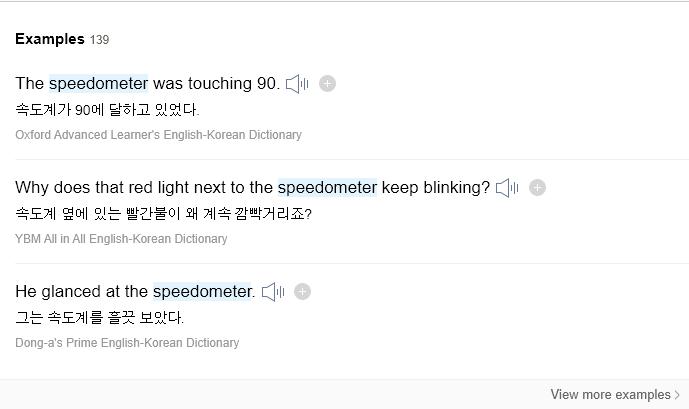 Examples 139
The speedometer was touching 90.
속도계가 90에 달하고 있었다.
Oxford Advanced Learner's English-Korean Dictionary
Why does that red light next to the speedometer keep blinking?
속도계 옆에 있는 빨간불이 왜 계속 깜빡거리죠?
YBM All in All English-Korean Dictionary
He glanced at the speedometer.
그는 속도계를 흘끗 보았다.
Dong-a's Prime English-Korean Dictionary
View more examples